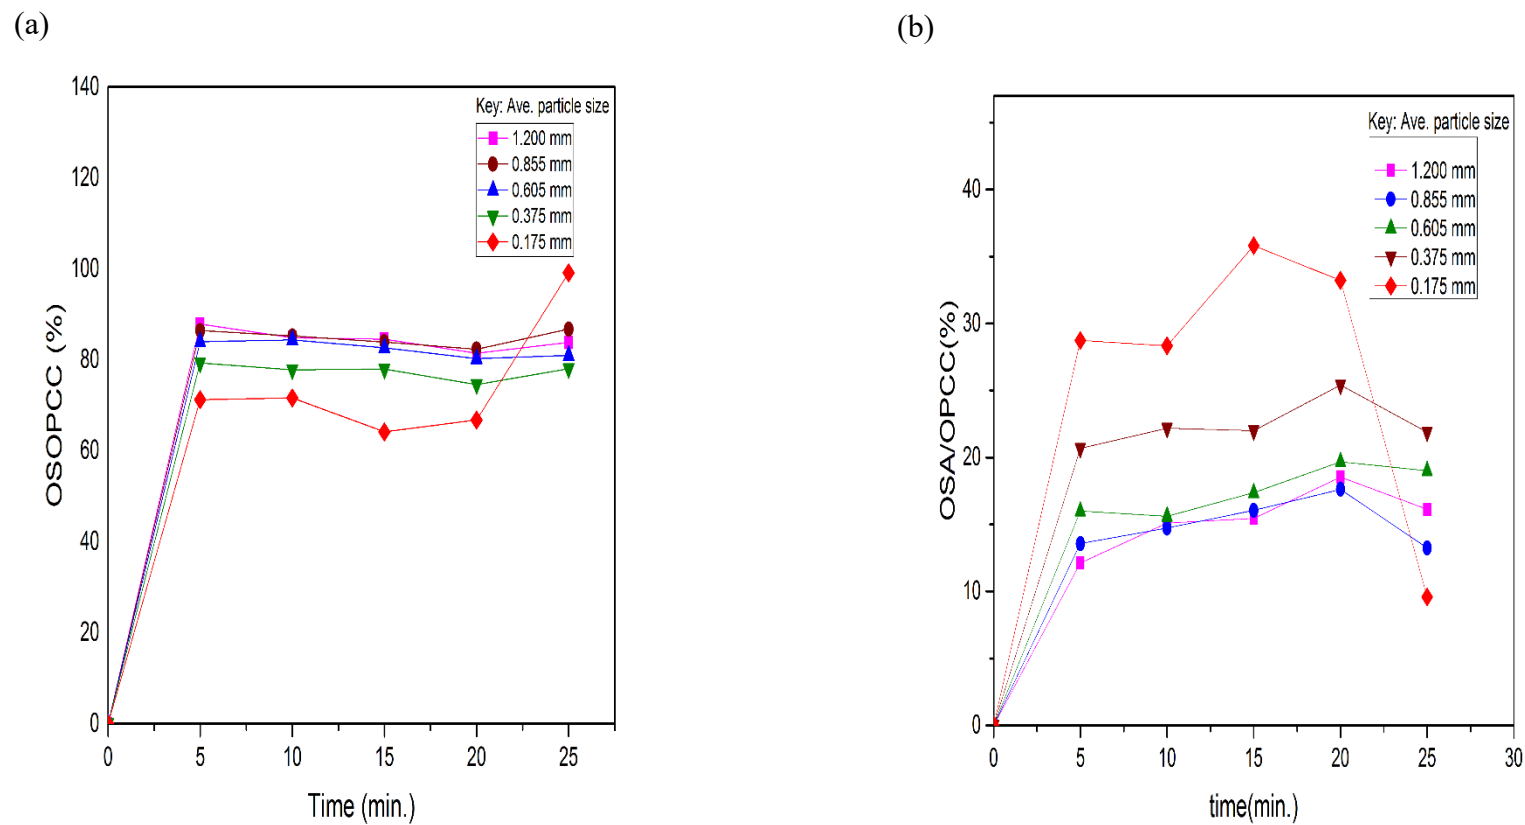 (a)
140
120
100
80
60
40
20
0
0 5 10 15 20 25
OSOPCC (%)
Time (min.)
Key: Ave. particle size
1.200 mm
0.855 mm
0.605 mm
0.375 mm
0.175 mm
(b)
40
30
20
10
0
0 5 10 15 20 25 30
OSA/OPCC(%)
time(min.)
Key: Ave. particle size
1.200 mm
0.855 mm
0.605 mm
0.375 mm
0.175 mm